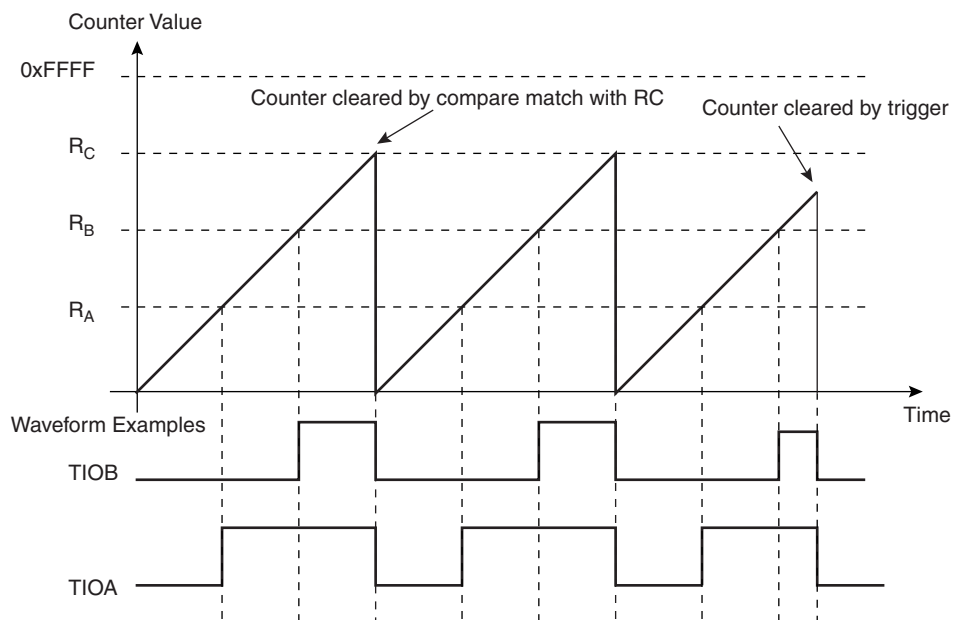 Counter Value
0xFFFF
Counter cleared by compare match with RC
Counter cleared by trigger
RC
RB
RA
Time
Waveform Examples
TIOB
TIOA